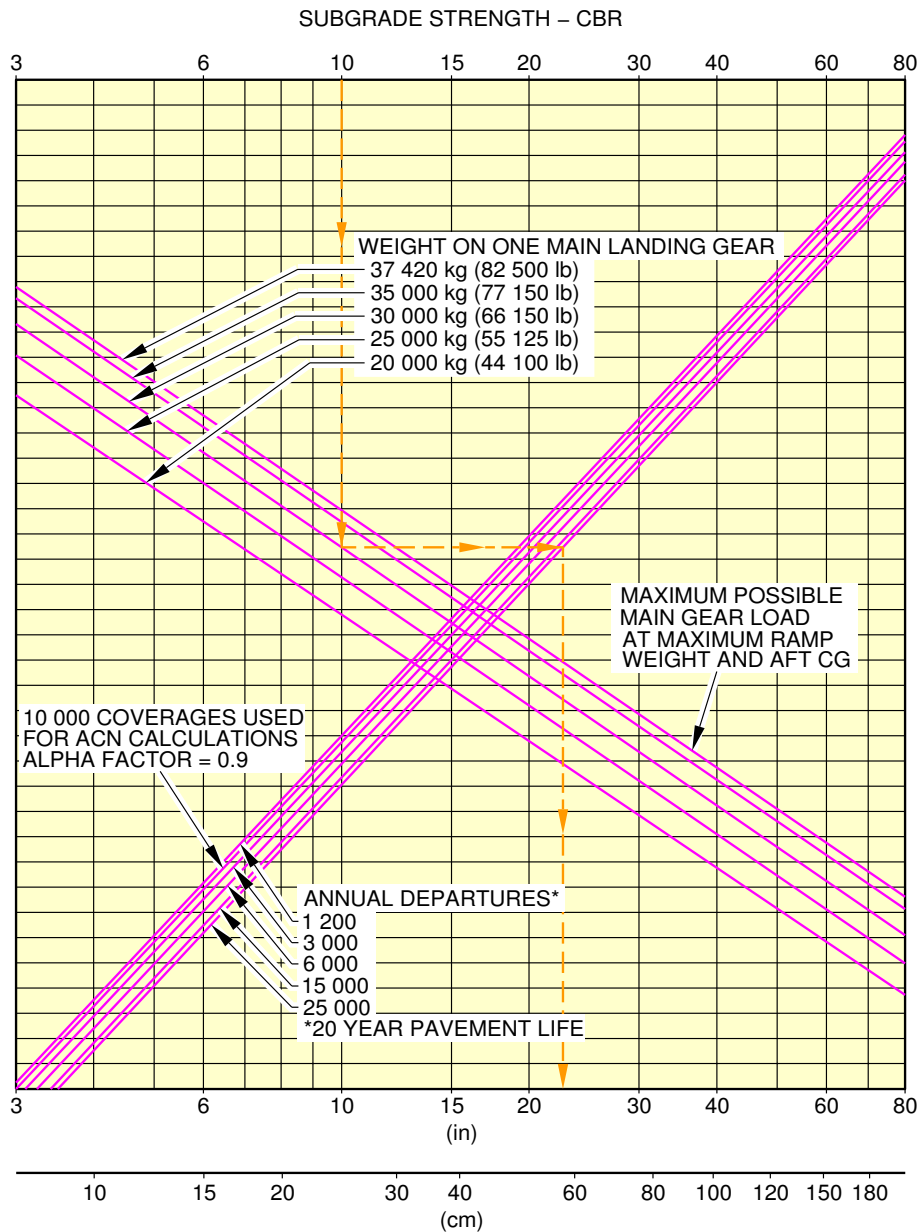 SUBGRADE STRENGTH – CBR
3 6 10 15 20 30 40 60 80
WEIGHT ON ONE MAIN LANDING GEAR
37 420 kg (82 500 lb)
35 000 kg (77 150 lb)
30 000 kg (66 150 lb)
25 000 kg (55 125 lb)
20 000 kg (44 100 lb)
MAXIMUM POSSIBLE
MAIN GEAR LOAD
AT MAXIMUM RAMP
WEIGHT AND AFT CG
10 000 COVERAGES USED
FOR ACN CALCULATIONS
ALPHA FACTOR = 0.9
ANNUAL DEPARTURES*
1 200
3 000
6 000
15 000
25 000
*20 YEAR PAVEMENT LIFE
3 6 10 15 20 30 40 60 80
(in)
10 15 20 30 40 60 80 100 120 150 180
(cm)